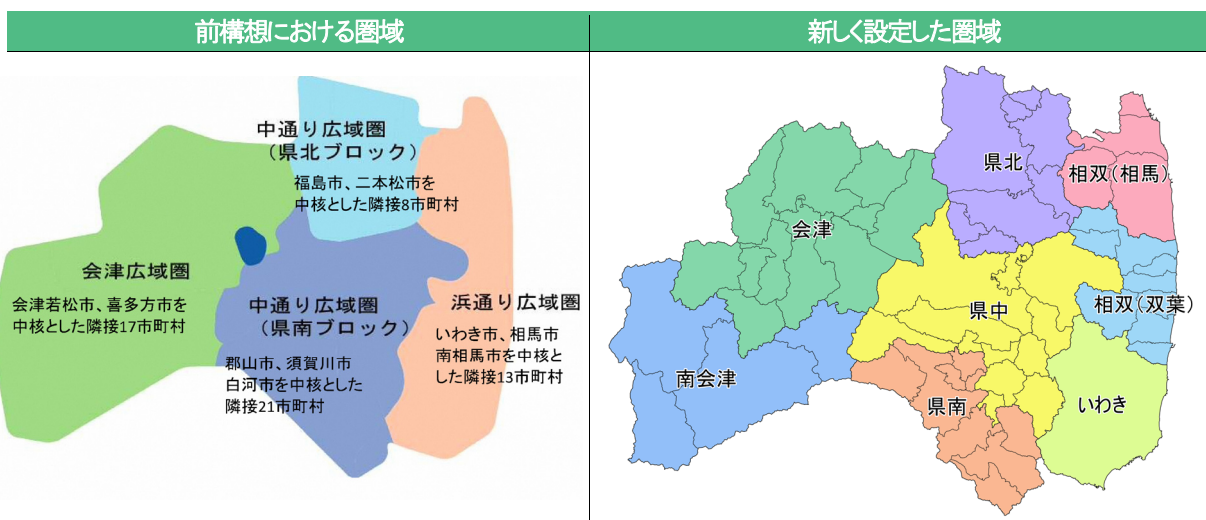 前構想における圏域
新しく設定した圏域
中通り広域圏
（県北ブロック）
福島市、二本松市を
中核とした隣接8市町村
会津広域圏
会津若松市、喜多方市を
中核とした隣接17市町村
中通り広域圏
（県南ブロック）
郡山市、須賀川市
白河市を中核とした
隣接21市町村
浜通り広域圏
いわき市、相馬市
南相馬市を中核と
した隣接13市町村
県北
相双（相馬）
会津
県中
相双（双葉）
南会津
県南
いわき